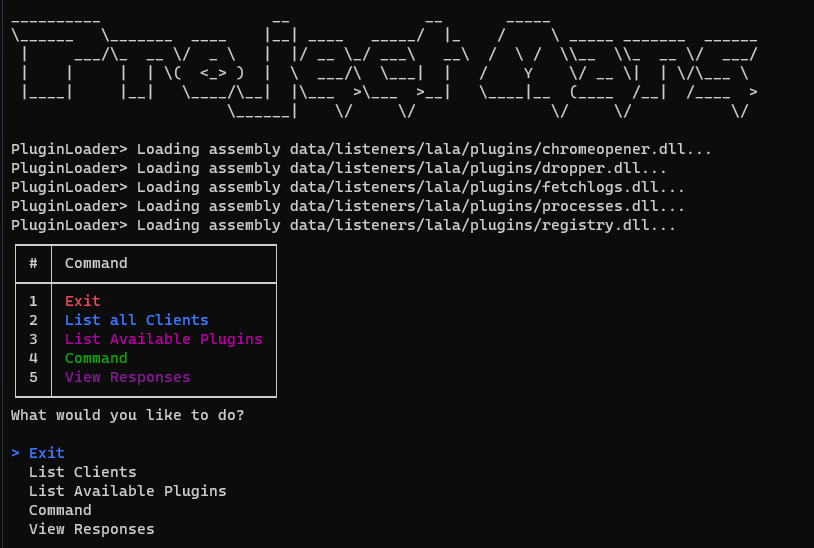 Project Mars
PluginLoader> Loading assembly data/listeners/lala/plugins/chromeopener.dll...
PluginLoader> Loading assembly data/listeners/lala/plugins/dropper.dll...
PluginLoader> Loading assembly data/listeners/lala/plugins/fetchlogs.dll...
PluginLoader> Loading assembly data/listeners/lala/plugins/processes.dll...
PluginLoader> Loading assembly data/listeners/lala/plugins/registry.dll...
# Command
1 Exit
2 List all Clients
3 List Available Plugins
4 Command
5 View Responses
What would you like to do?
> Exit
List Clients
List Available Plugins
Command
View Responses